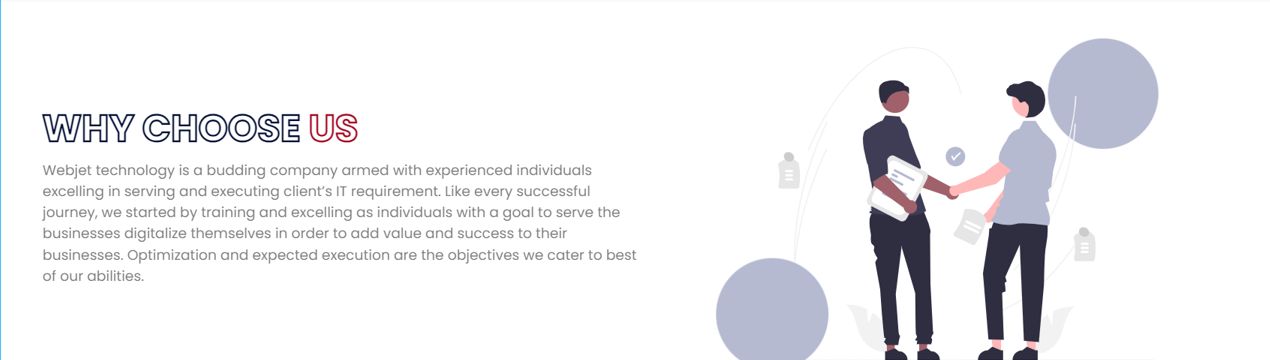 WHY CHOOSE US
Webjet technology is a budding company armed with experienced individuals
excelling in serving and executing client's IT requirement. Like every successful
journey, we started by training and excelling as individuals with a goal to serve the
businesses digitalize themselves in order to add value and success to their
businesses. Optimization and expected execution are the objectives we cater to best
of our abilities.